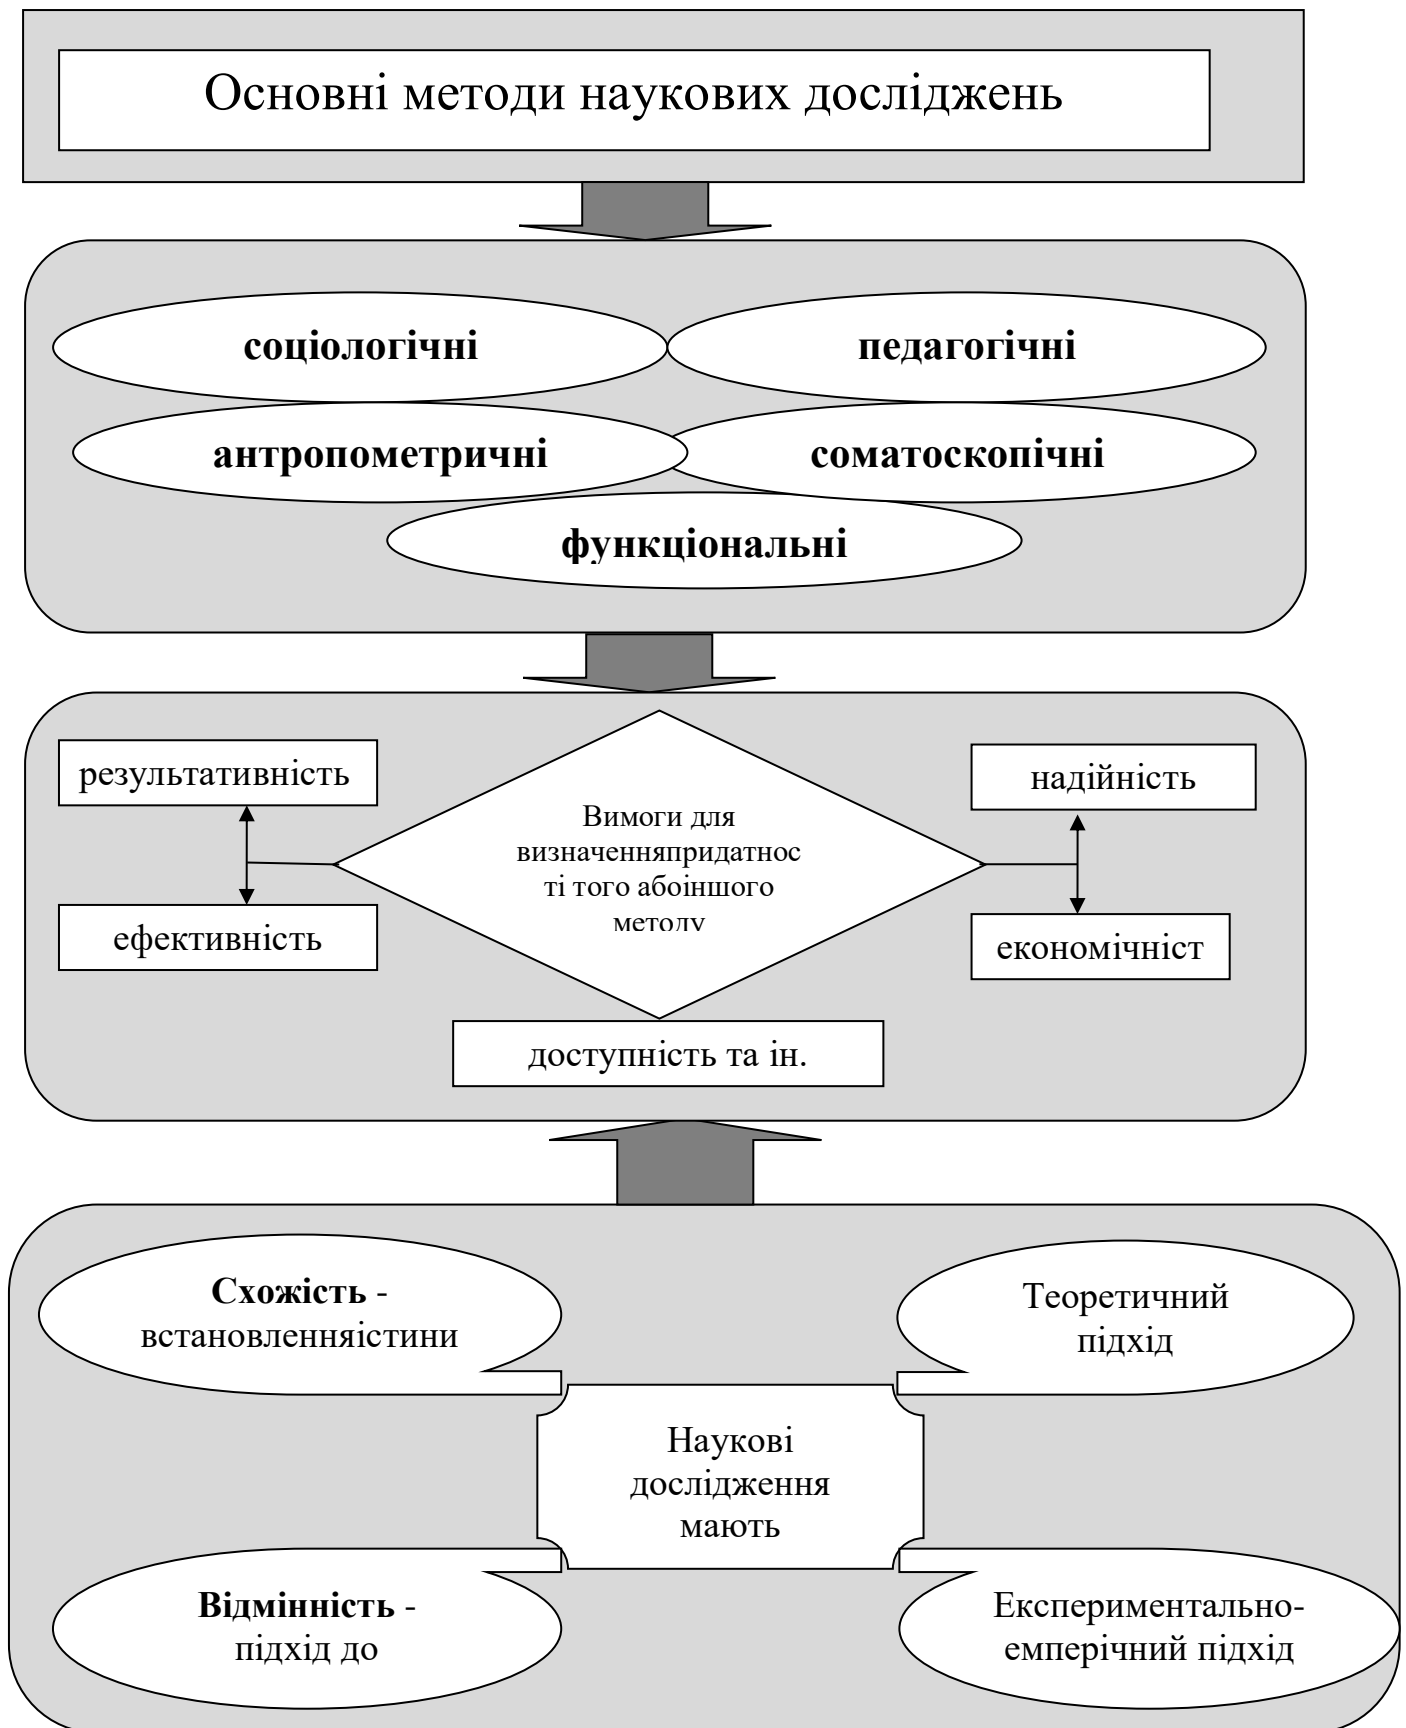 Основні методи наукових досліджень
соціологічні
педагогічні
антропометричні
соматоскопічні
функціональні
результативність
надійність
Вимоги для
визначенняпридатнос
ті того абоіншого
методу
ефективність
економічніст
доступність та ін.
Схожість -
встановленняістини
Теоретичний
підхід
Наукові
дослідження
мають
Відмінність -
підхід до
Експериментально-
емперічний підхід